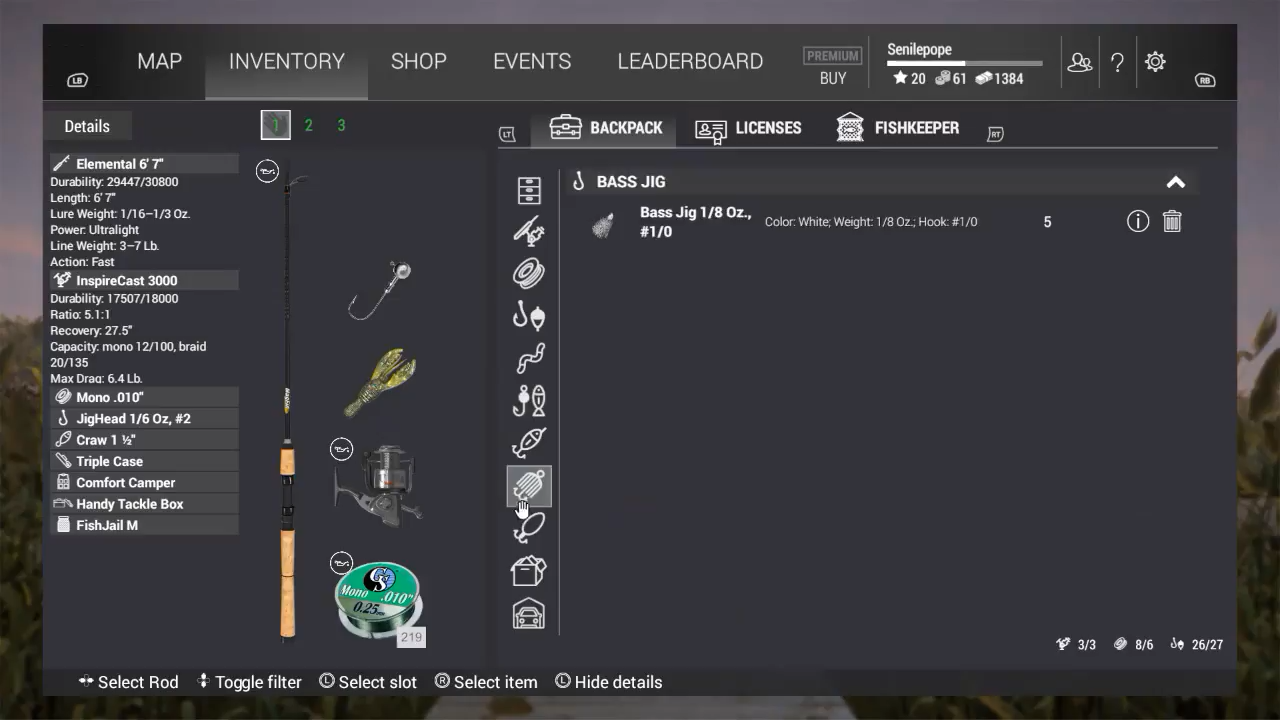 MAP
INVENTORY
SHOP
EVENTS
LEADERBOARD
PREMIUM
BUY
Senilepope
20
61
1384
?
LB
RB
Details
1
2
3
LT
BACKPACK
LICENSES
FISHKEEPER
RT
Elemental 6' 7"
Durability: 29447/30800
Length: 6' 7"
Lure Weight: 1/16–1/3 Oz.
Power: Ultralight
Line Weight: 3–7 Lb.
Action: Fast
InspireCast 3000
Durability: 17507/18000
Ratio: 5.1:1
Recovery: 27.5"
Capacity: mono 12/100, braid
20/135
Max Drag: 6.4 Lb.
Mono .010"
JigHead 1/6 Oz, #2
Craw 1 ½"
Triple Case
Comfort Camper
Handy Tackle Box
FishJail M
Mono .010"
0.25
219
BASS JIG
Bass Jig 1/8 Oz.,
#1/0
Color: White; Weight: 1/8 Oz.; Hook: #1/0
5
3/3
8/6
26/27
Select Rod
Toggle filter
L Select slot
R Select item
L Hide details